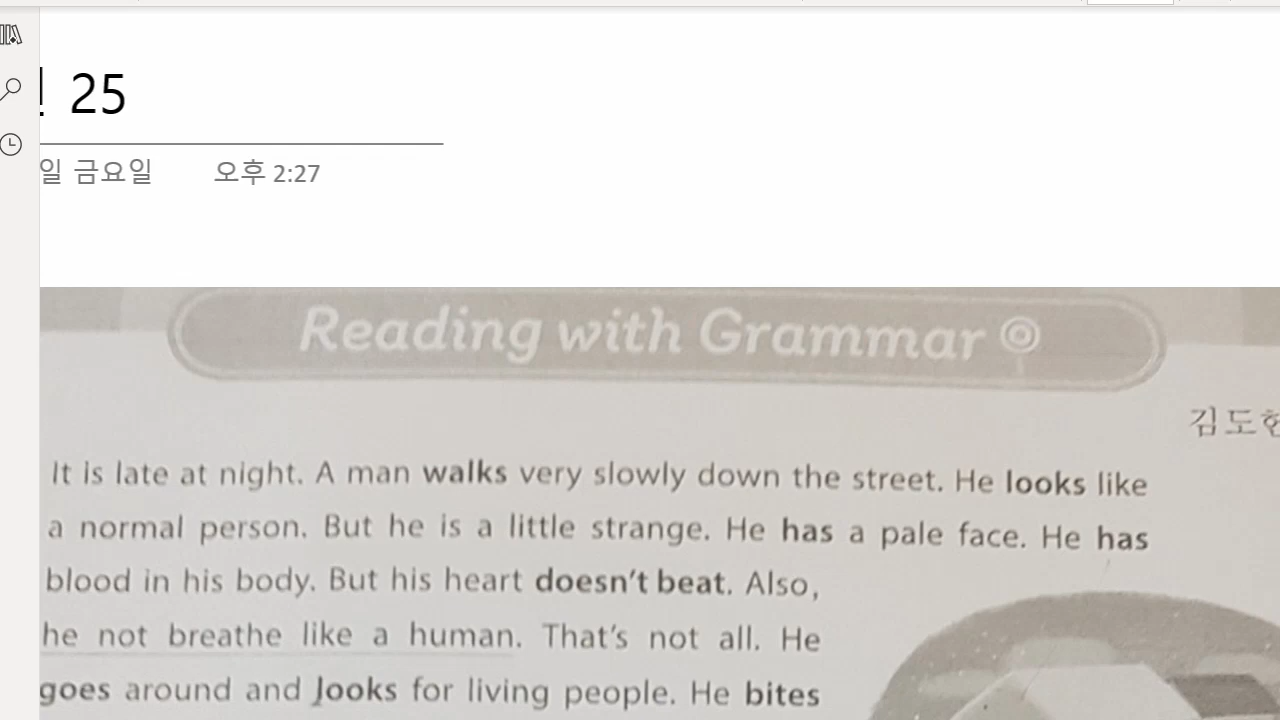 25
일 금요일 오후 2:27
Reading with Grammar
김도
It is late at night. A man walks very slowly down the street. He looks like
a normal person. But he is a little strange. He has a pale face. He has
blood in his body. But his heart doesn't beat. Also,
he not breathe like a human. That's not all. He
goes around and looks for living people. He bites